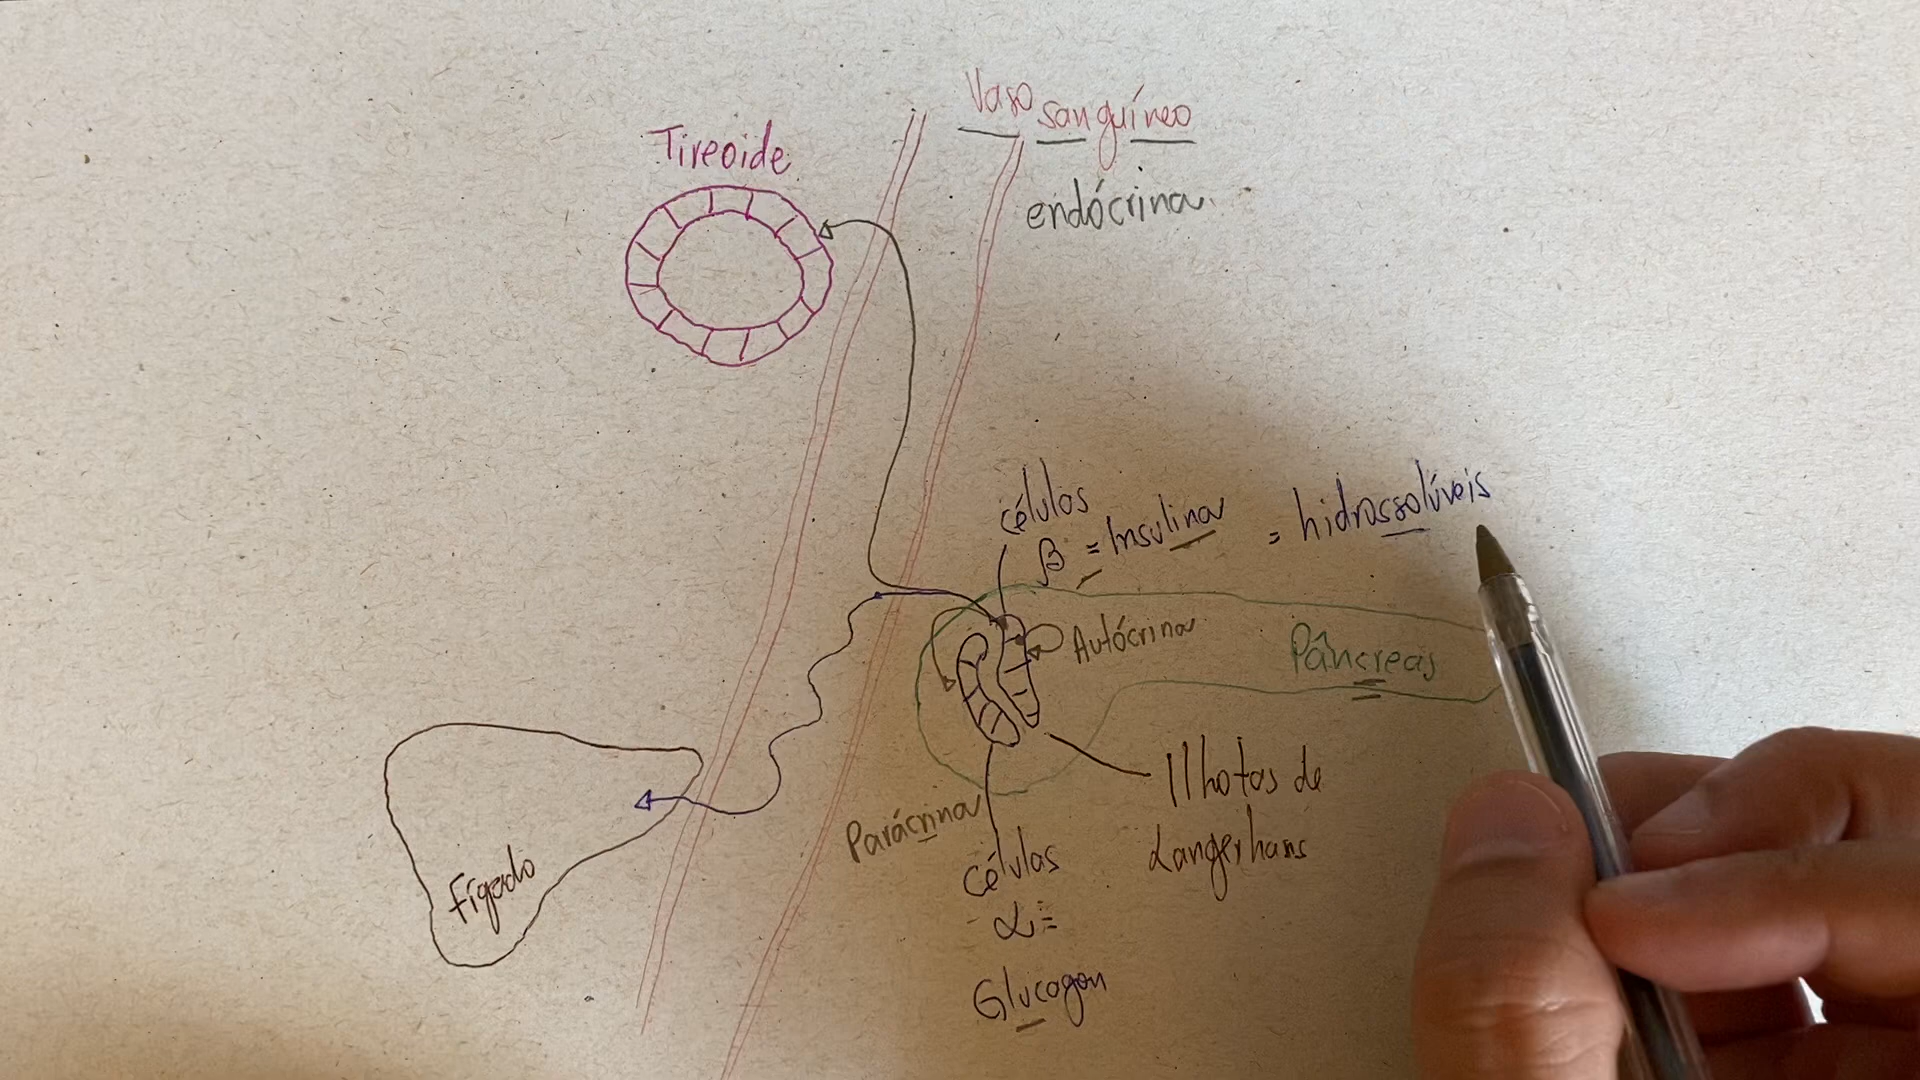 Vaso sanguíneo
endócrina
Tireoide
células
β = Insulina = hidrossolúveis
Autócrina
Pâncreas
Ilhotas de
Langerhans
Parácrina
células
α =
Glucagon
Fígado